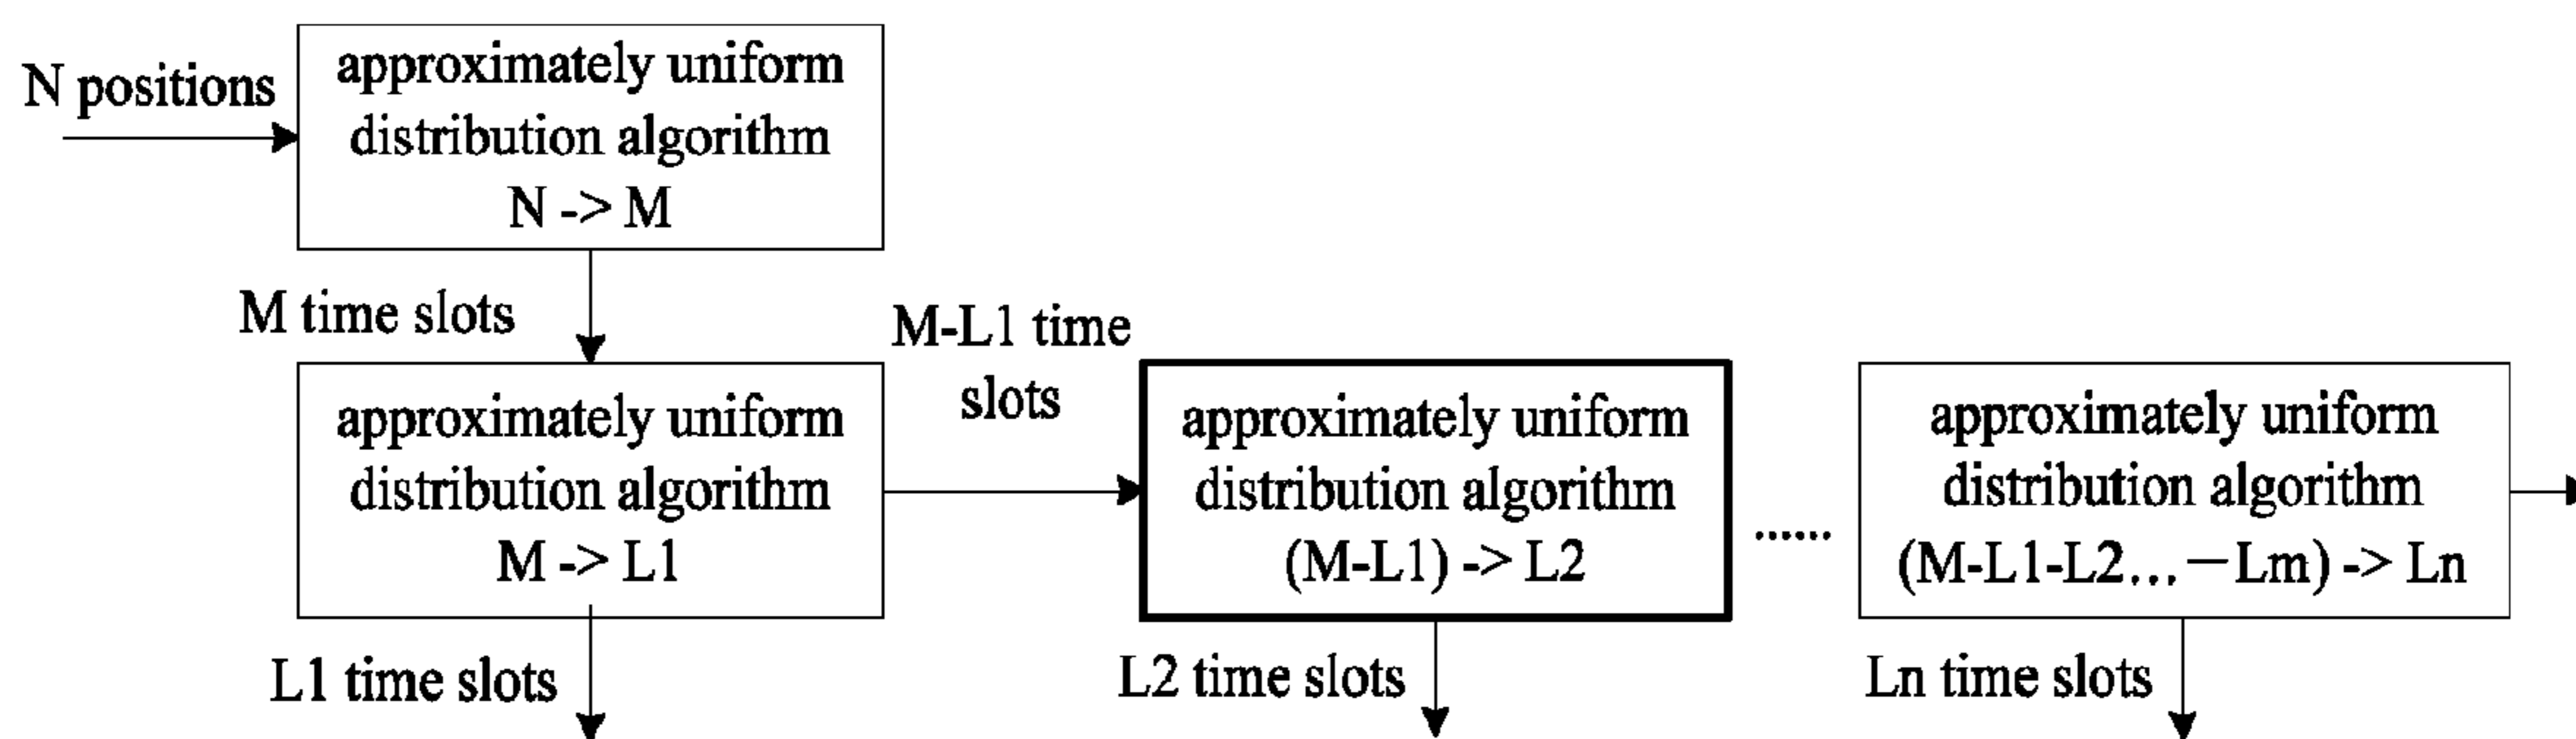 N positions
approximately uniform
distribution algorithm
N -> M
M time slots
M-L1 time
slots
approximately uniform
distribution algorithm
M -> L1
approximately uniform
distribution algorithm
(M-L1) -> L2
......
approximately uniform
distribution algorithm
(M-L1-L2...—Lm) -> Ln
L1 time slots
L2 time slots
Ln time slots